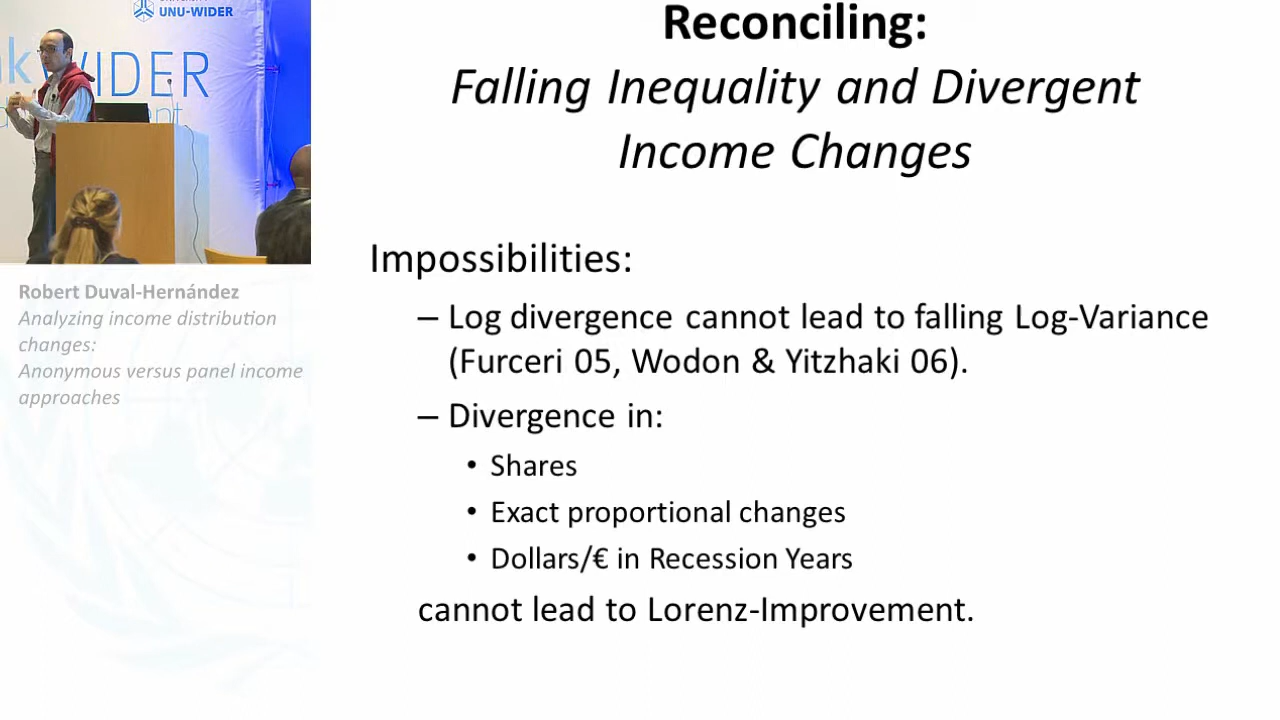 UNU-WIDER
k WIDER
Robert Duval-Hernández
Analyzing income distribution
changes:
Anonymous versus panel income
approaches
Reconciling:
Falling Inequality and Divergent
Income Changes
Impossibilities:
– Log divergence cannot lead to falling Log-Variance
(Furceri 05, Wodon & Yitzhaki 06).
– Divergence in:
• Shares
• Exact proportional changes
• Dollars/€ in Recession Years
cannot lead to Lorenz-Improvement.